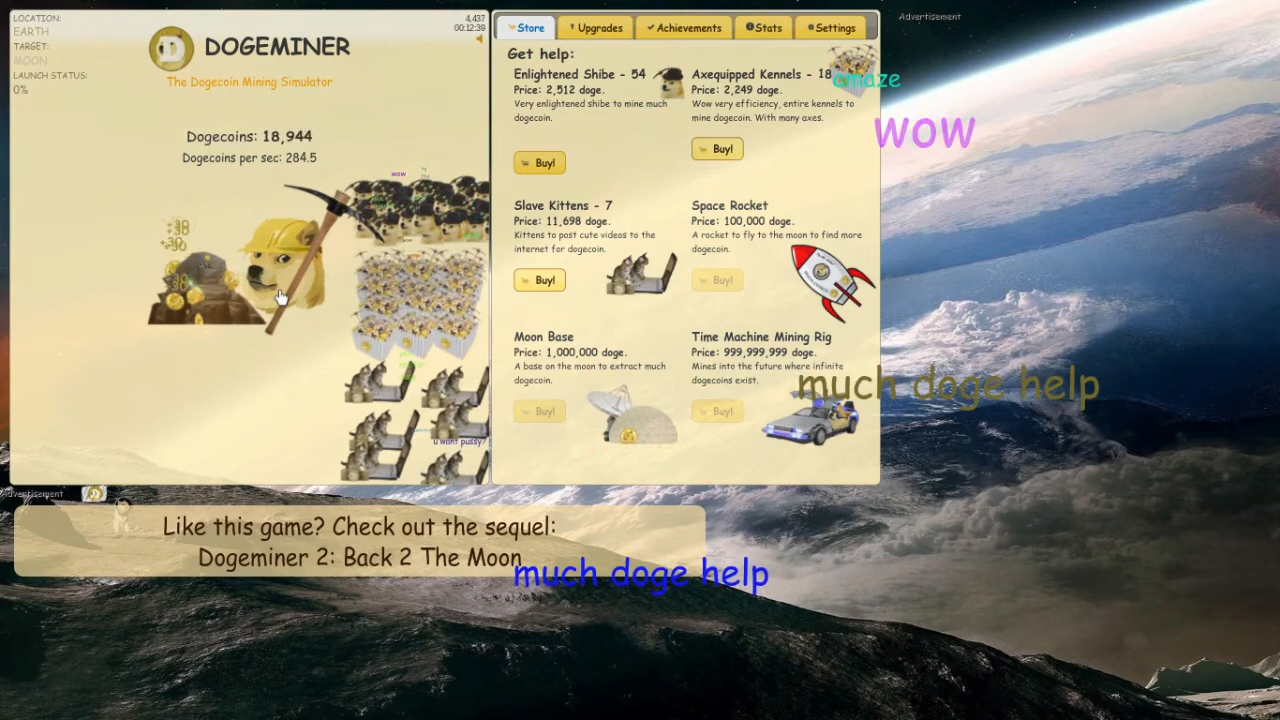 LOCATION:
EARTH
TARGET:
MOON
LAUNCH STATUS:
0%
4,437
00:12:39
DOGEMINER
The Dogecoin Mining Simulator
Dogecoins: 18,944
Dogecoins per sec: 284.5
wow
u want pussy?
Store
Upgrades
Achievements
Stats
Settings
Get help:
Enlightened Shibe - 54
Price: 2,512 doge.
Very enlightened shibe to mine much
dogecoin.
Buy!
Axequipped Kennels - 18
Price: 2,249 doge.
Wow very efficiency, entire kennels to
mine dogecoin. With many axes.
Buy!
Slave Kittens - 7
Price: 11,698 doge.
Kittens to post cute videos to the
internet for dogecoin.
Buy!
Space Rocket
Price: 100,000 doge.
A rocket to fly to the moon to find more
dogecoin.
Buy!
Moon Base
Price: 1,000,000 doge.
A base on the moon to extract much
dogecoin.
Buy!
Time Machine Mining Rig
Price: 999,999,999 doge.
Mines into the future where infinite
dogecoins exist.
Buy!
Advertisement
amaze
wow
much doge help
Advertisement
Like this game? Check out the sequel:
Dogeminer 2: Back 2 The Moon
much doge help